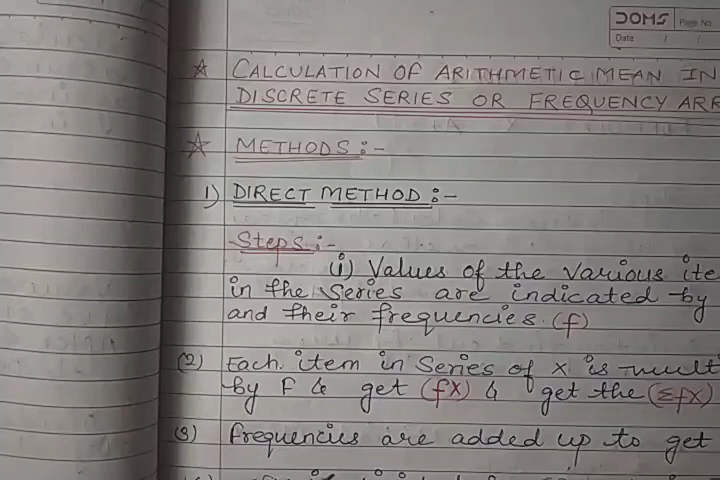 DOMS Page No.
Date / /
☆ CALCULATION OF ARITHMETIC MEAN IN
DISCRETE SERIES OR FREQUENCY ARR
☆ METHODS :-
1) DIRECT METHOD :-
Steps :-
(i) Values of the various ite
in the Series are indicated by
and their frequencies. (f)
(2) Each item in Series of X is mult
by F & get (fX) & get the (ΣfX)
(3) frequencies are added up to get